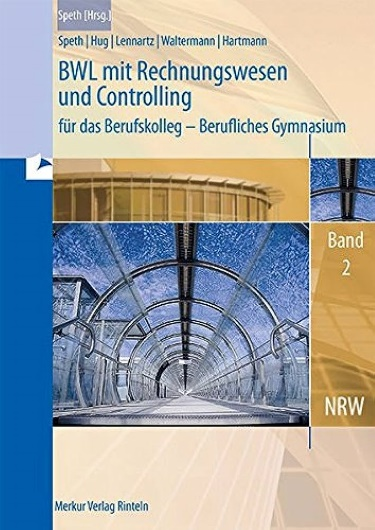 Speth [Hrsg.]
Speth | Hug | Lennartz | Waltermann | Hartmann
BWL mit Rechnungswesen
und Controlling
für das Berufskolleg – Berufliches Gymnasium
Band
2
NRW
Merkur Verlag Rinteln